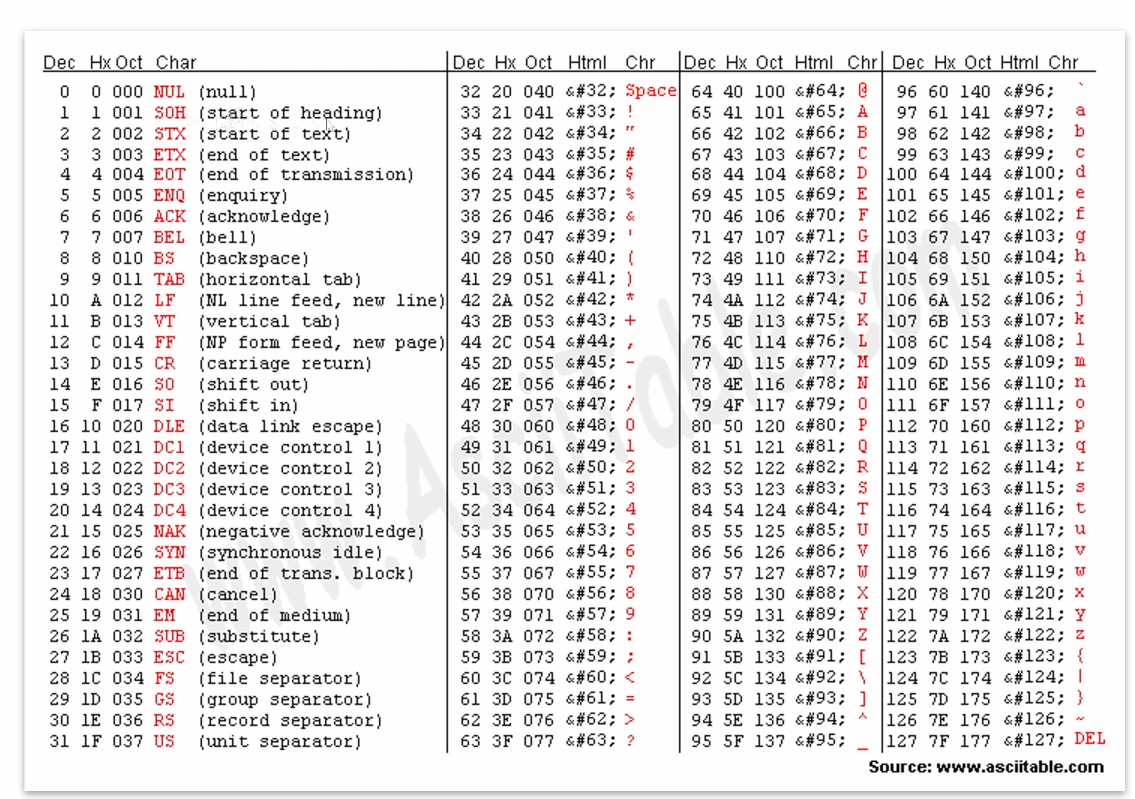 Dec Hx Oct Char Dec Hx Oct Html Chr Dec Hx Oct Html Chr Dec Hx Oct Html Chr
0 0 000 NUL (null) 32 20 040 &#32; Space 64 40 100 &#64; @ 96 60 140 &#96; `
1 1 001 SOH (start of heading) 33 21 041 &#33; ! 65 41 101 &#65; A 97 61 141 &#97; a
2 2 002 STX (start of text) 34 22 042 &#34; " 66 42 102 &#66; B 98 62 142 &#98; b
3 3 003 ETX (end of text) 35 23 043 &#35; # 67 43 103 &#67; C 99 63 143 &#99; c
4 4 004 EOT (end of transmission) 36 24 044 &#36; $ 68 44 104 &#68; D 100 64 144 &#100; d
5 5 005 ENQ (enquiry) 37 25 045 &#37; % 69 45 105 &#69; E 101 65 145 &#101; e
6 6 006 ACK (acknowledge) 38 26 046 &#38; & 70 46 106 &#70; F 102 66 146 &#102; f
7 7 007 BEL (bell) 39 27 047 &#39; ' 71 47 107 &#71; G 103 67 147 &#103; g
8 8 010 BS (backspace) 40 28 050 &#40; ( 72 48 110 &#72; H 104 68 150 &#104; h
9 9 011 TAB (horizontal tab) 41 29 051 &#41; ) 73 49 111 &#73; I 105 69 151 &#105; i
10 A 012 LF (NL line feed, new line) 42 2A 052 &#42; * 74 4A 112 &#74; J 106 6A 152 &#106; j
11 B 013 VT (vertical tab) 43 2B 053 &#43; + 75 4B 113 &#75; K 107 6B 153 &#107; k
12 C 014 FF (NP form feed, new page) 44 2C 054 &#44; , 76 4C 114 &#76; L 108 6C 154 &#108; l
13 D 015 CR (carriage return) 45 2D 055 &#45; - 77 4D 115 &#77; M 109 6D 155 &#109; m
14 E 016 SO (shift out) 46 2E 056 &#46; . 78 4E 116 &#78; N 110 6E 156 &#110; n
15 F 017 SI (shift in) 47 2F 057 &#47; / 79 4F 117 &#79; O 111 6F 157 &#111; o
16 10 020 DLE (data link escape) 48 30 060 &#48; 0 80 50 120 &#80; P 112 70 160 &#112; p
17 11 021 DC1 (device control 1) 49 31 061 &#49; 1 81 51 121 &#81; Q 113 71 161 &#113; q
18 12 022 DC2 (device control 2) 50 32 062 &#50; 2 82 52 122 &#82; R 114 72 162 &#114; r
19 13 023 DC3 (device control 3) 51 33 063 &#51; 3 83 53 123 &#83; S 115 73 163 &#115; s
20 14 024 DC4 (device control 4) 52 34 064 &#52; 4 84 54 124 &#84; T 116 74 164 &#116; t
21 15 025 NAK (negative acknowledge) 53 35 065 &#53; 5 85 55 125 &#85; U 117 75 165 &#117; u
22 16 026 SYN (synchronous idle) 54 36 066 &#54; 6 86 56 126 &#86; V 118 76 166 &#118; v
23 17 027 ETB (end of trans. block) 55 37 067 &#55; 7 87 57 127 &#87; W 119 77 167 &#119; w
24 18 030 CAN (cancel) 56 38 070 &#56; 8 88 58 130 &#88; X 120 78 170 &#120; x
25 19 031 EM (end of medium) 57 39 071 &#57; 9 89 59 131 &#89; Y 121 79 171 &#121; y
26 1A 032 SUB (substitute) 58 3A 072 &#58; : 90 5A 132 &#90; Z 122 7A 172 &#122; z
27 1B 033 ESC (escape) 59 3B 073 &#59; ; 91 5B 133 &#91; [ 123 7B 173 &#123; {
28 1C 034 FS (file separator) 60 3C 074 &#60; < 92 5C 134 &#92; \ 124 7C 174 &#124; |
29 1D 035 GS (group separator) 61 3D 075 &#61; = 93 5D 135 &#93; ] 125 7D 175 &#125; }
30 1E 036 RS (record separator) 62 3E 076 &#62; > 94 5E 136 &#94; ^ 126 7E 176 &#126; ~
31 1F 037 US (unit separator) 63 3F 077 &#63; ? 95 5F 137 &#95; _ 127 7F 177 &#127; DEL
www.AsciiTable.com
Source: www.asciitable.com